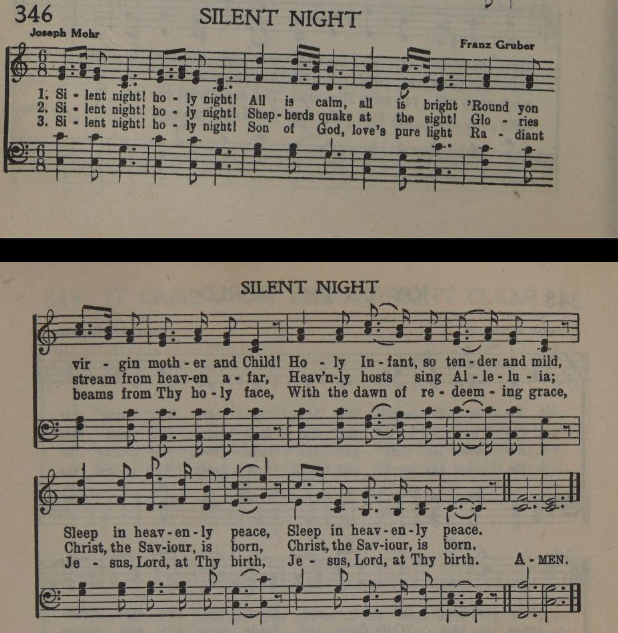 346 SILENT NIGHT
Joseph Mohr Franz Gruber
6 8
1. Si - lent night! ho - ly night! All is calm, all is bright 'Round yon
2. Si - lent night! ho - ly night! Shep - herds quake at the sight! Glo - ries
3. Si - lent night! ho - ly night! Son of God, love's pure light Ra - diant
6 8
SILENT NIGHT
vir - gin moth - er and Child! Ho - ly In - fant, so ten - der and mild,
stream from heav - en a - far, Heav'n - ly hosts sing Al - le - lu - ia;
beams from Thy ho - ly face, With the dawn of re - deem - ing grace,
Sleep in heav - en - ly peace, Sleep in heav - en - ly peace.
Christ, the Sav - iour, is born, Christ, the Sav - iour, is born.
Je - sus, Lord, at Thy birth, Je - sus, Lord, at Thy birth. A - MEN.